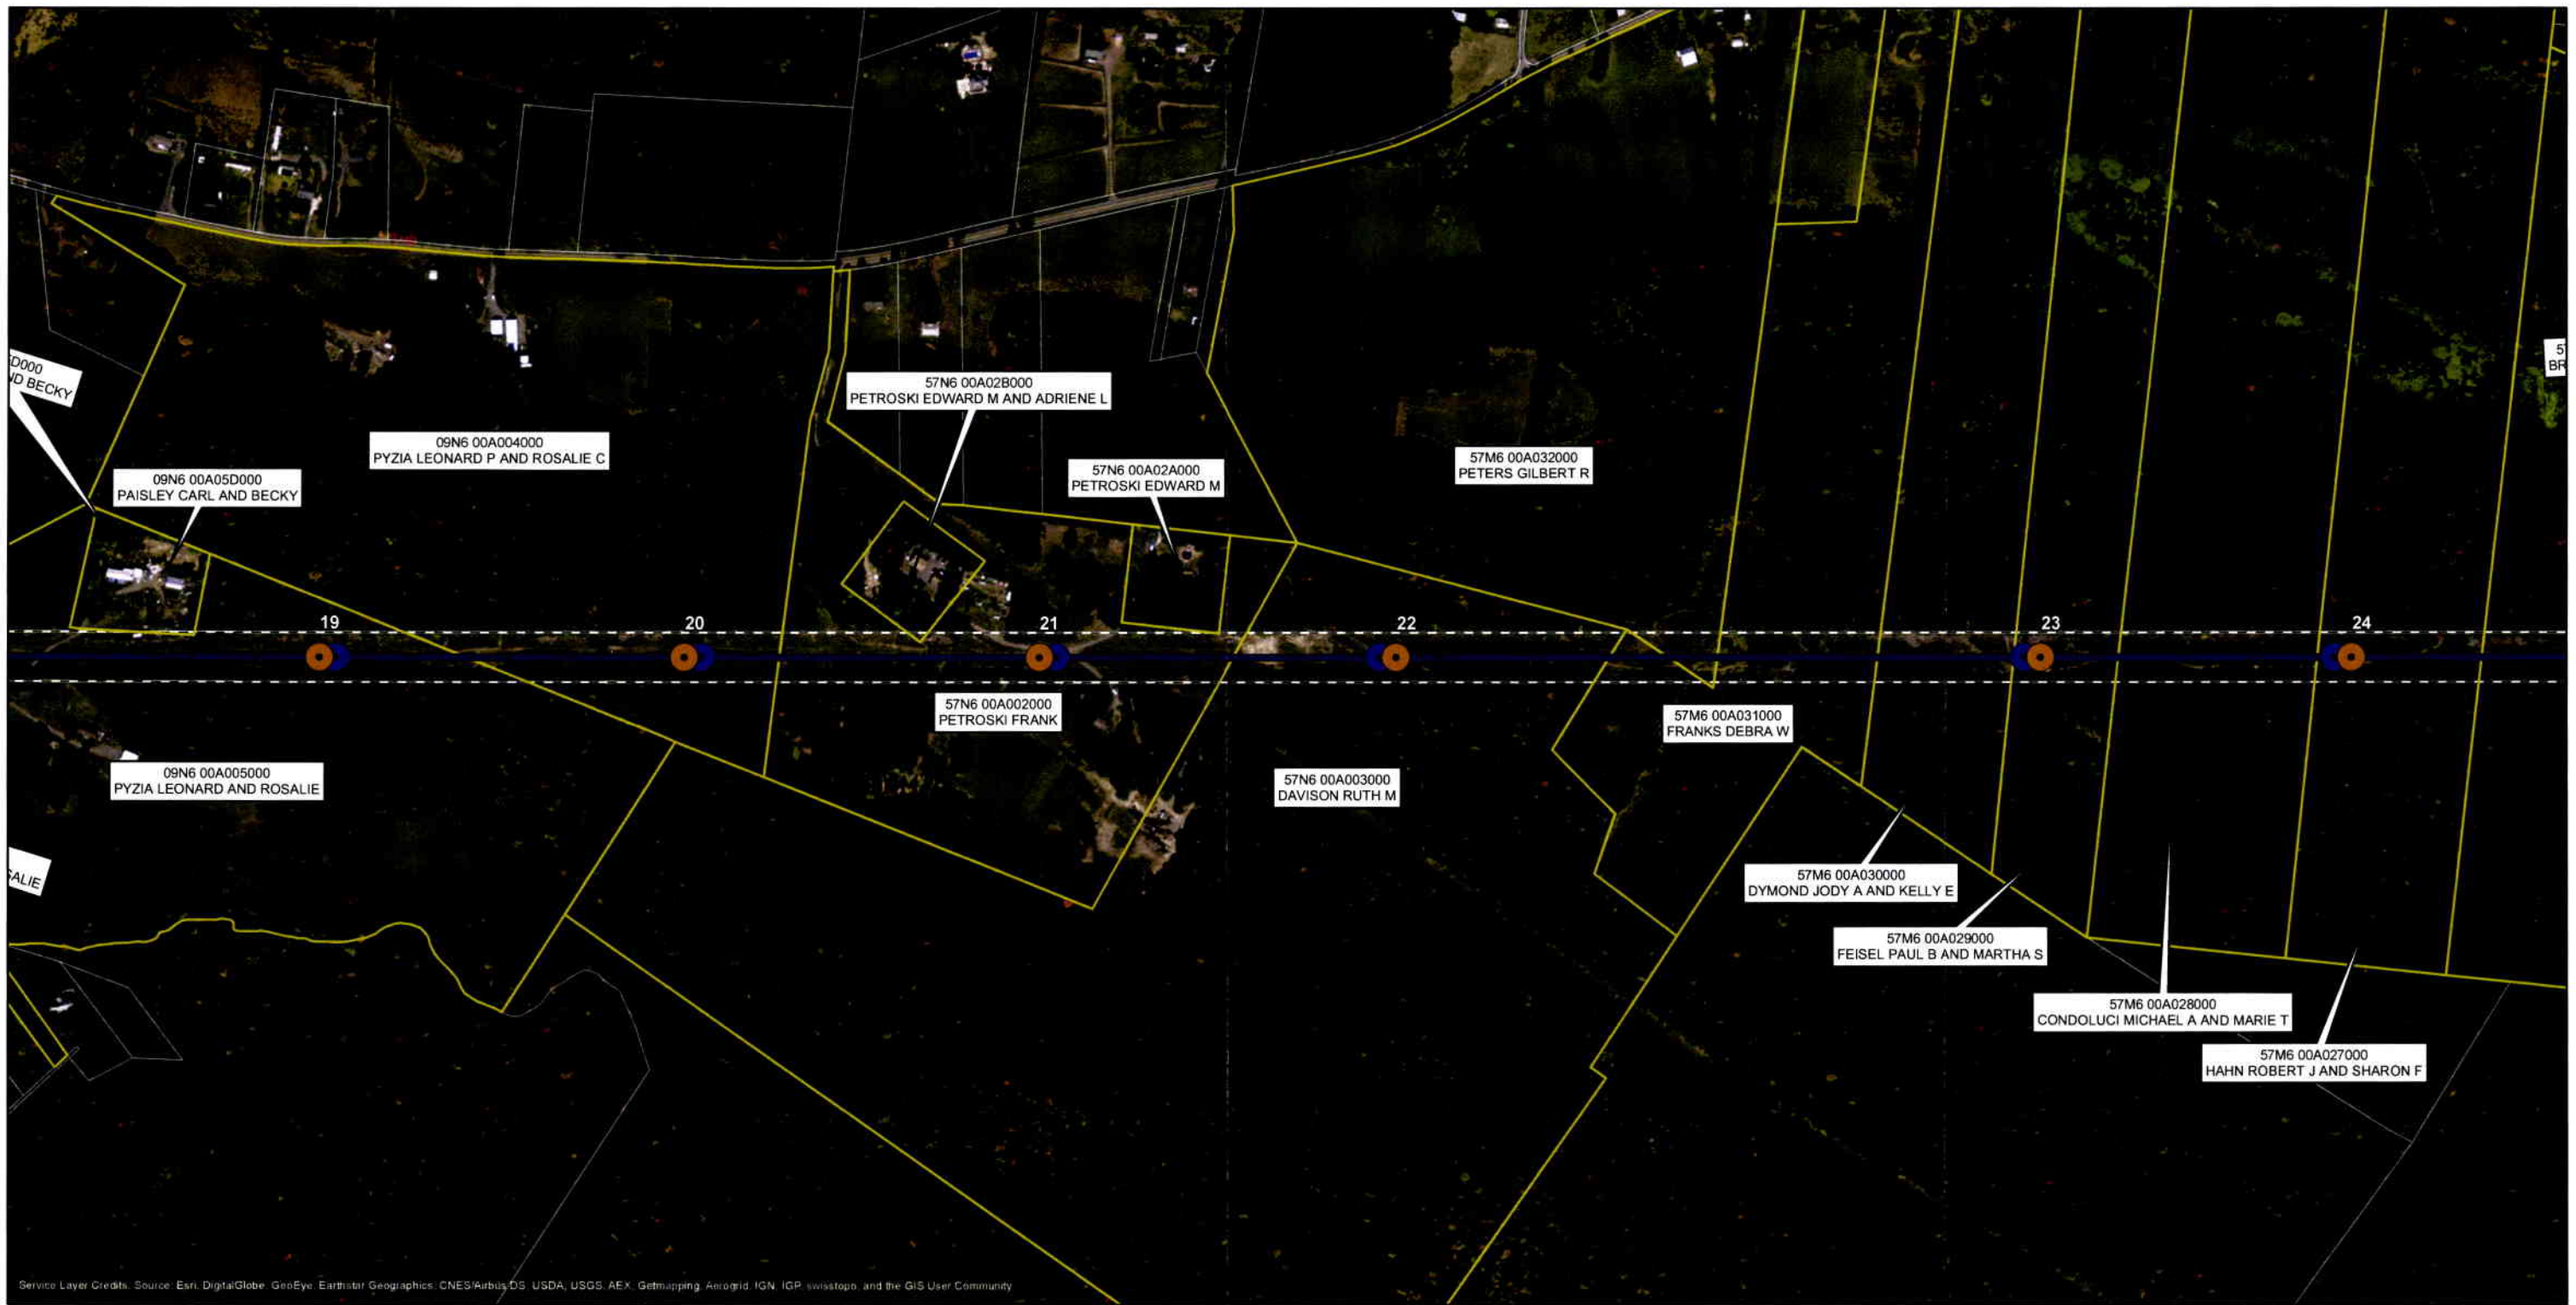 D000
ND BECKY
09N6 00A05D000
PAISLEY CARL AND BECKY
09N6 00A004000
PYZIA LEONARD P AND ROSALIE C
57N6 00A02B000
PETROSKI EDWARD M AND ADRIENE L
57N6 00A02A000
PETROSKI EDWARD M
57M6 00A032000
PETERS GILBERT R
5
BR
19
20
21
22
23
24
57N6 00A002000
PETROSKI FRANK
57M6 00A031000
FRANKS DEBRA W
09N6 00A005000
PYZIA LEONARD AND ROSALIE
57N6 00A003000
DAVISON RUTH M
SALIE
57M6 00A030000
DYMOND JODY A AND KELLY E
57M6 00A029000
FEISEL PAUL B AND MARTHA S
57M6 00A028000
CONDOLUCI MICHAEL A AND MARIE T
57M6 00A027000
HAHN ROBERT J AND SHARON F
Service Layer Credits: Source: Esri, DigitalGlobe, GeoEye, Earthstar Geographics, CNES/Airbus DS, USDA, USGS, AEX, Getmapping, Aerogrid, IGN, IGP, swisstopo, and the GIS User Community